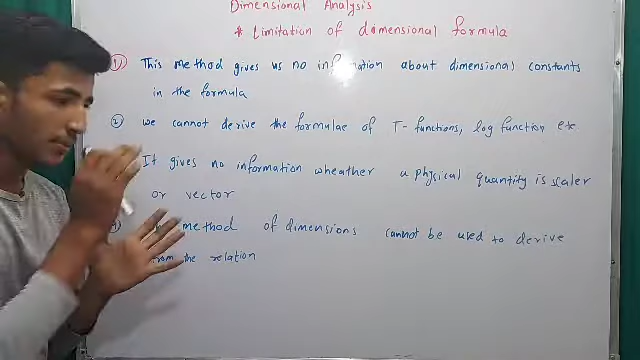 Dimensional Analysis
* Limitation of dimensional formula
① This method gives us no information about dimensional constants
in the formula
② we cannot derive the formulae of T-functions, log function etc
It gives no information wheather a physical quantity is scaler
or vector
method of dimensions cannot be used to derive
from the relation